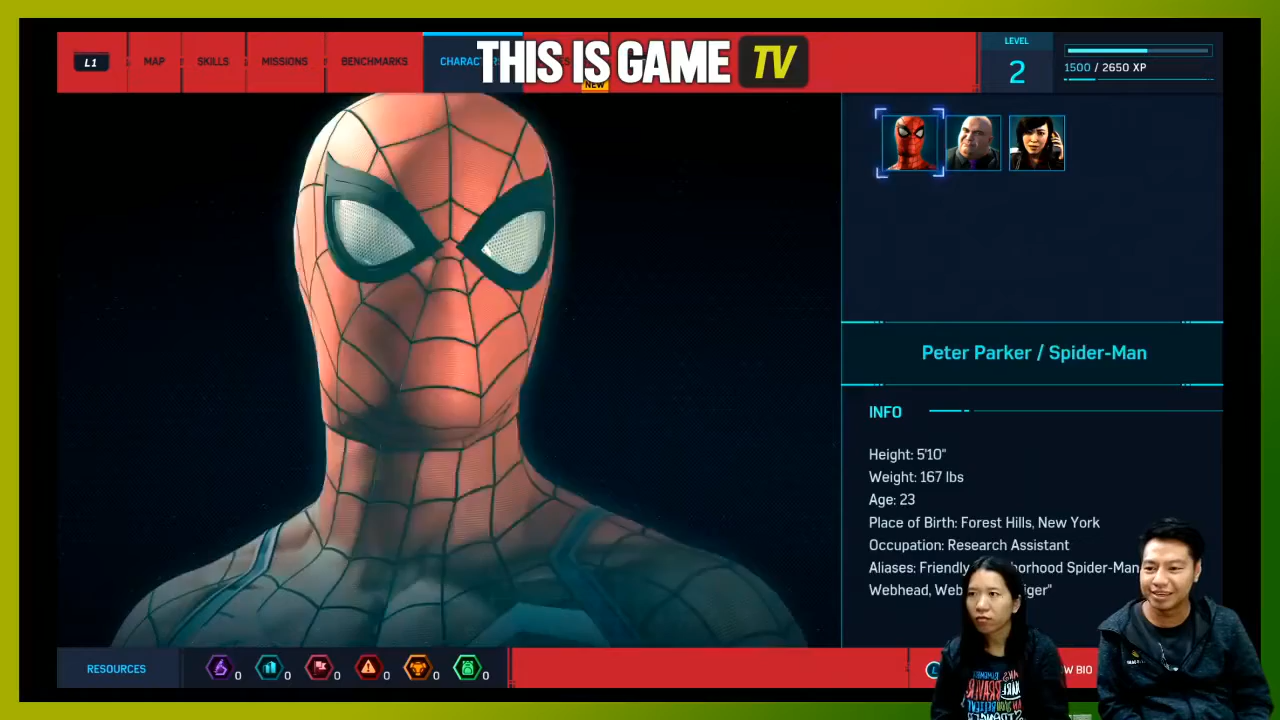 L1 MAP SKILLS MISSIONS BENCHMARKS
THIS IS GAME TV
NEW
LEVEL
2
1500 / 2650 XP
Peter Parker / Spider-Man
INFO
Height: 5'10"
Weight: 167 lbs
Age: 23
Place of Birth: Forest Hills, New York
Occupation: Research Assistant
Aliases: Friendly Spider-Man
Webhead,
RESOURCES 0 0 0 0 0 0
BIO